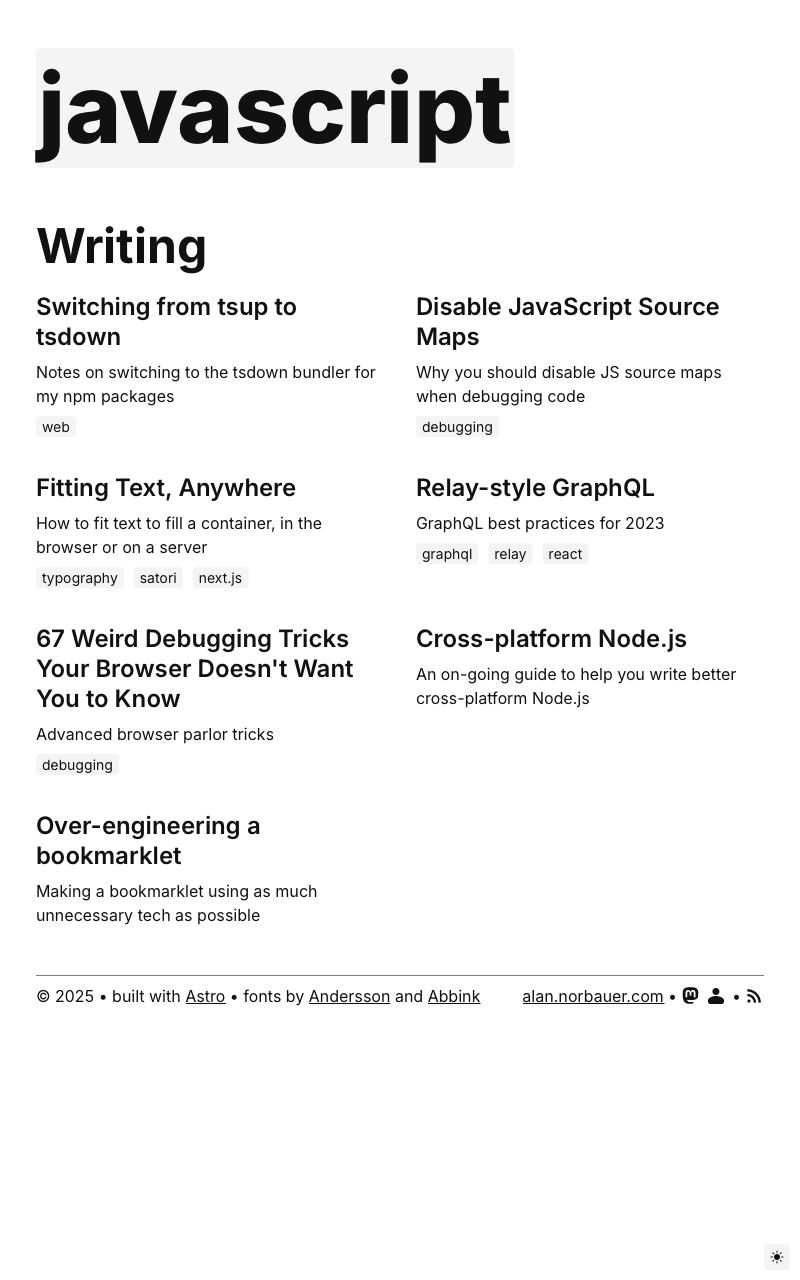 javascript
Writing
Switching from tsup to
tsdown
Notes on switching to the tsdown bundler for
my npm packages
web
Disable JavaScript Source
Maps
Why you should disable JS source maps
when debugging code
debugging
Fitting Text, Anywhere
How to fit text to fill a container, in the
browser or on a server
typography satori next.js
Relay-style GraphQL
GraphQL best practices for 2023
graphql relay react
67 Weird Debugging Tricks
Your Browser Doesn't Want
You to Know
Advanced browser parlor tricks
debugging
Cross-platform Node.js
An on-going guide to help you write better
cross-platform Node.js
Over-engineering a
bookmarklet
Making a bookmarklet using as much
unnecessary tech as possible
© 2025 • built with Astro • fonts by Andersson and Abbink alan.norbauer.com • •